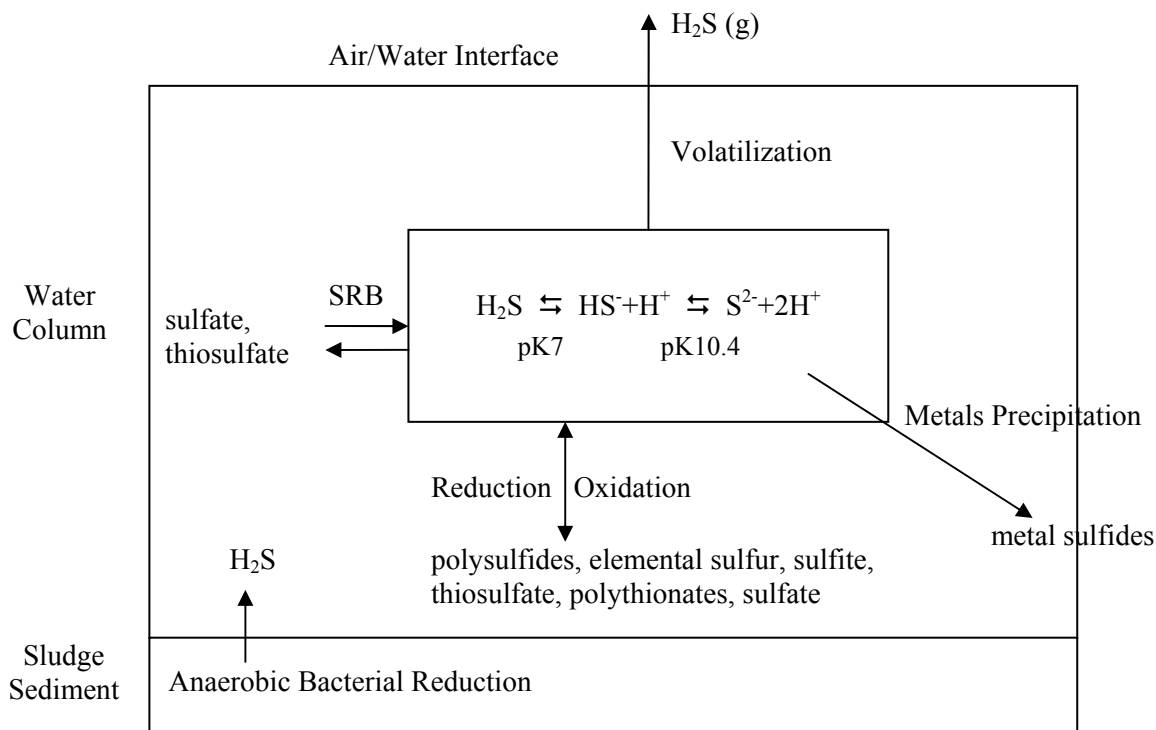 H₂S (g)
Air/Water Interface
Volatilization
Water
Column
SRB
sulfate,
thiosulfate
H₂S ⇆ HS⁻+H⁺ ⇆ S²⁻+2H⁺
pK7 pK10.4
Metals Precipitation
Reduction Oxidation
metal sulfides
H₂S
polysulfides, elemental sulfur, sulfite,
thiosulfate, polythionates, sulfate
Sludge
Sediment
Anaerobic Bacterial Reduction